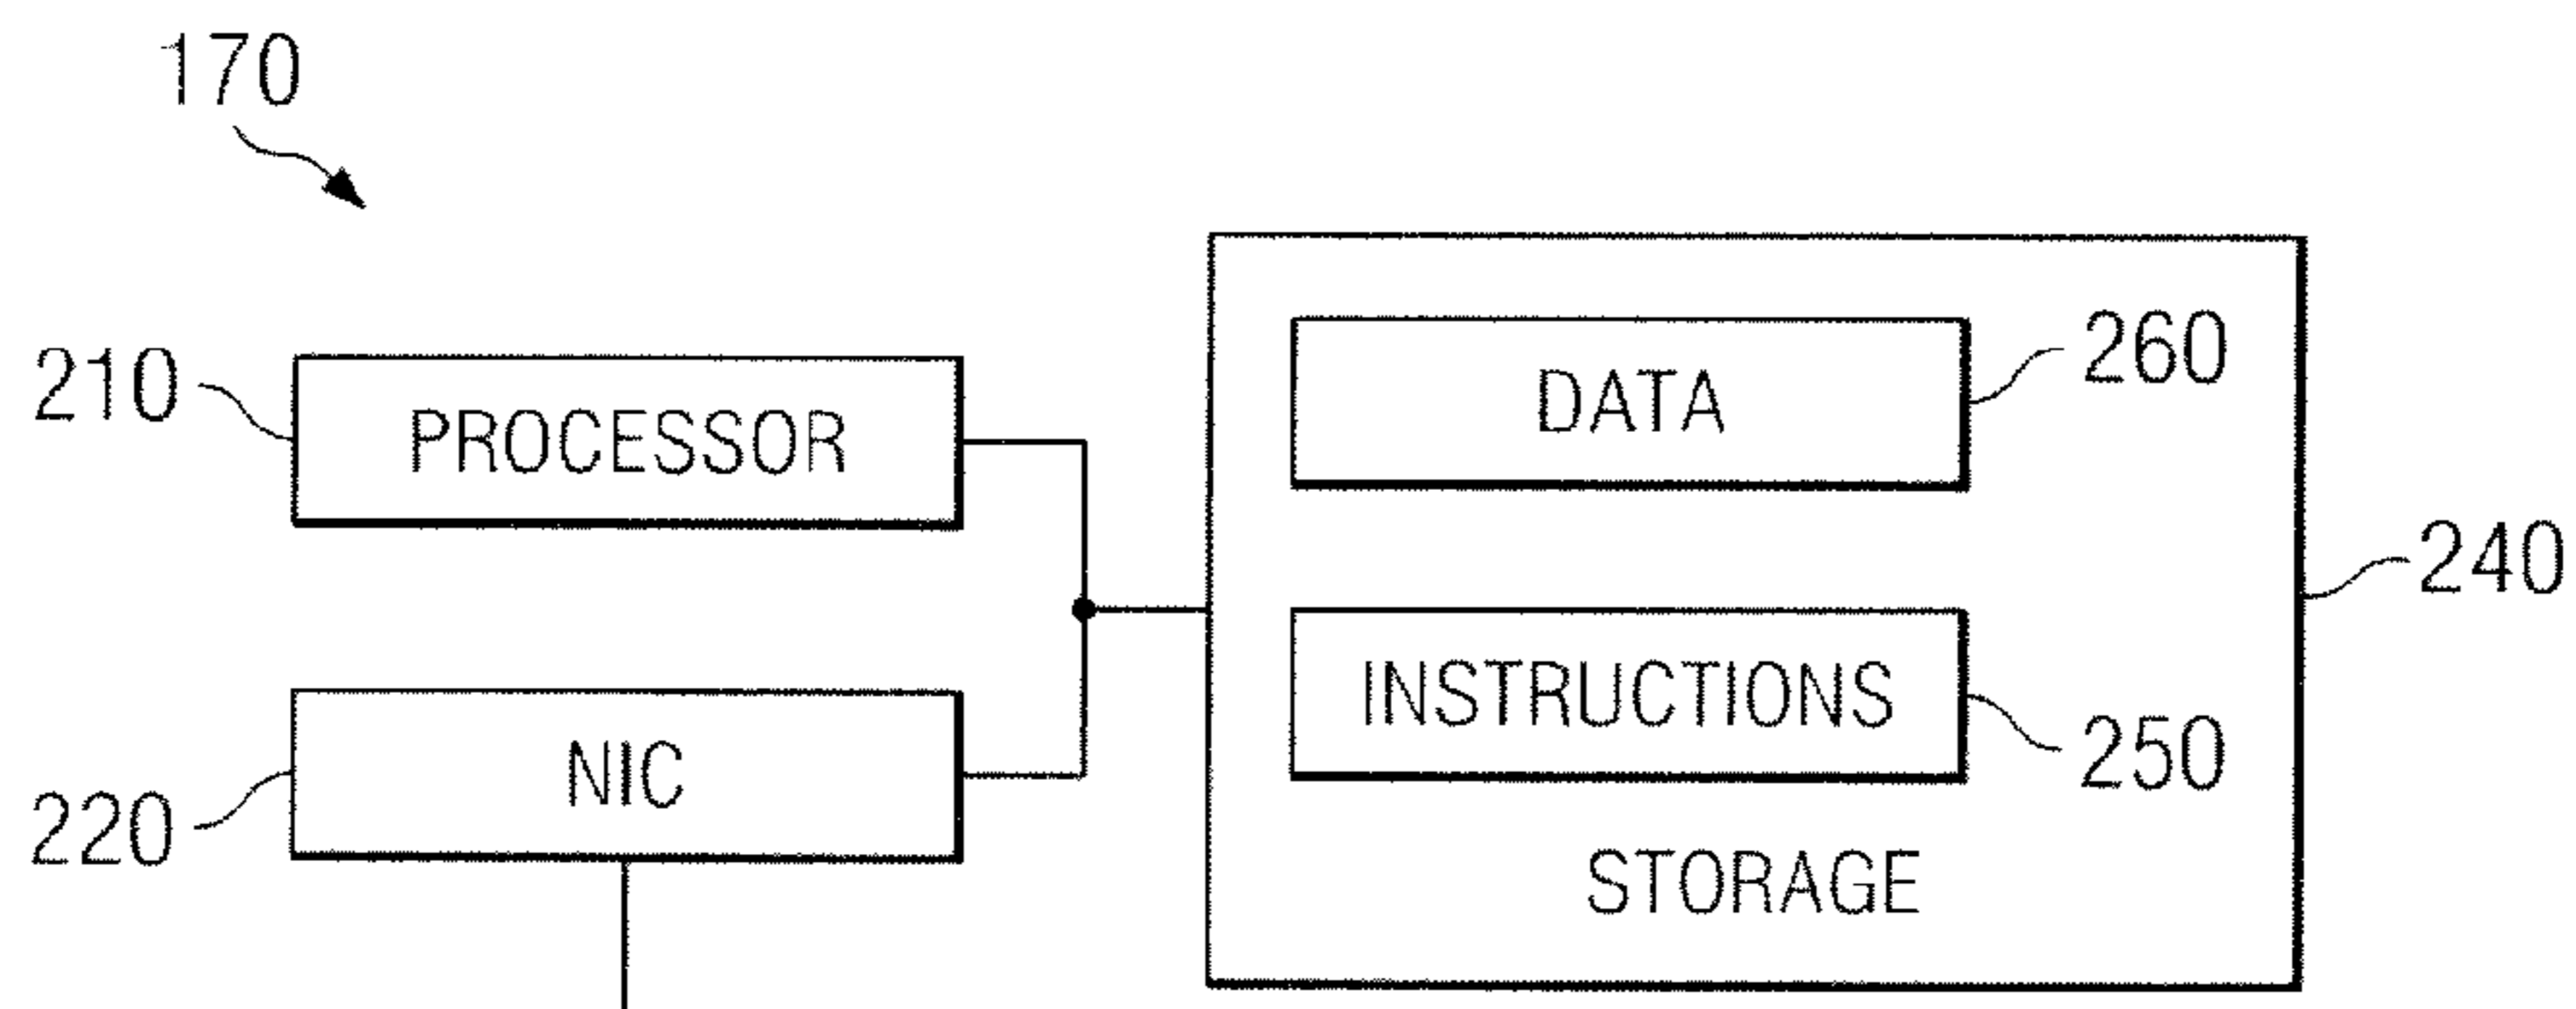 170
210
PROCESSOR
DATA
260
240
INSTRUCTIONS
250
220
NIC
STORAGE